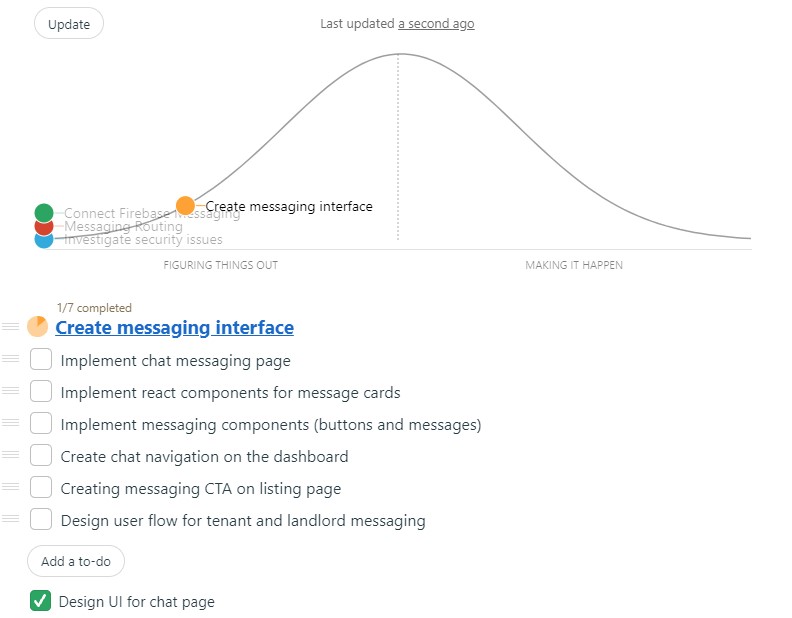 Update
Last updated a second ago
Create messaging interface
Connect Firebase Messaging
Messaging Routing
Investigate security issues
FIGURING THINGS OUT
MAKING IT HAPPEN
1/7 completed
Create messaging interface
Implement chat messaging page
Implement react components for message cards
Implement messaging components (buttons and messages)
Create chat navigation on the dashboard
Creating messaging CTA on listing page
Design user flow for tenant and landlord messaging
Add a to-do
Design UI for chat page